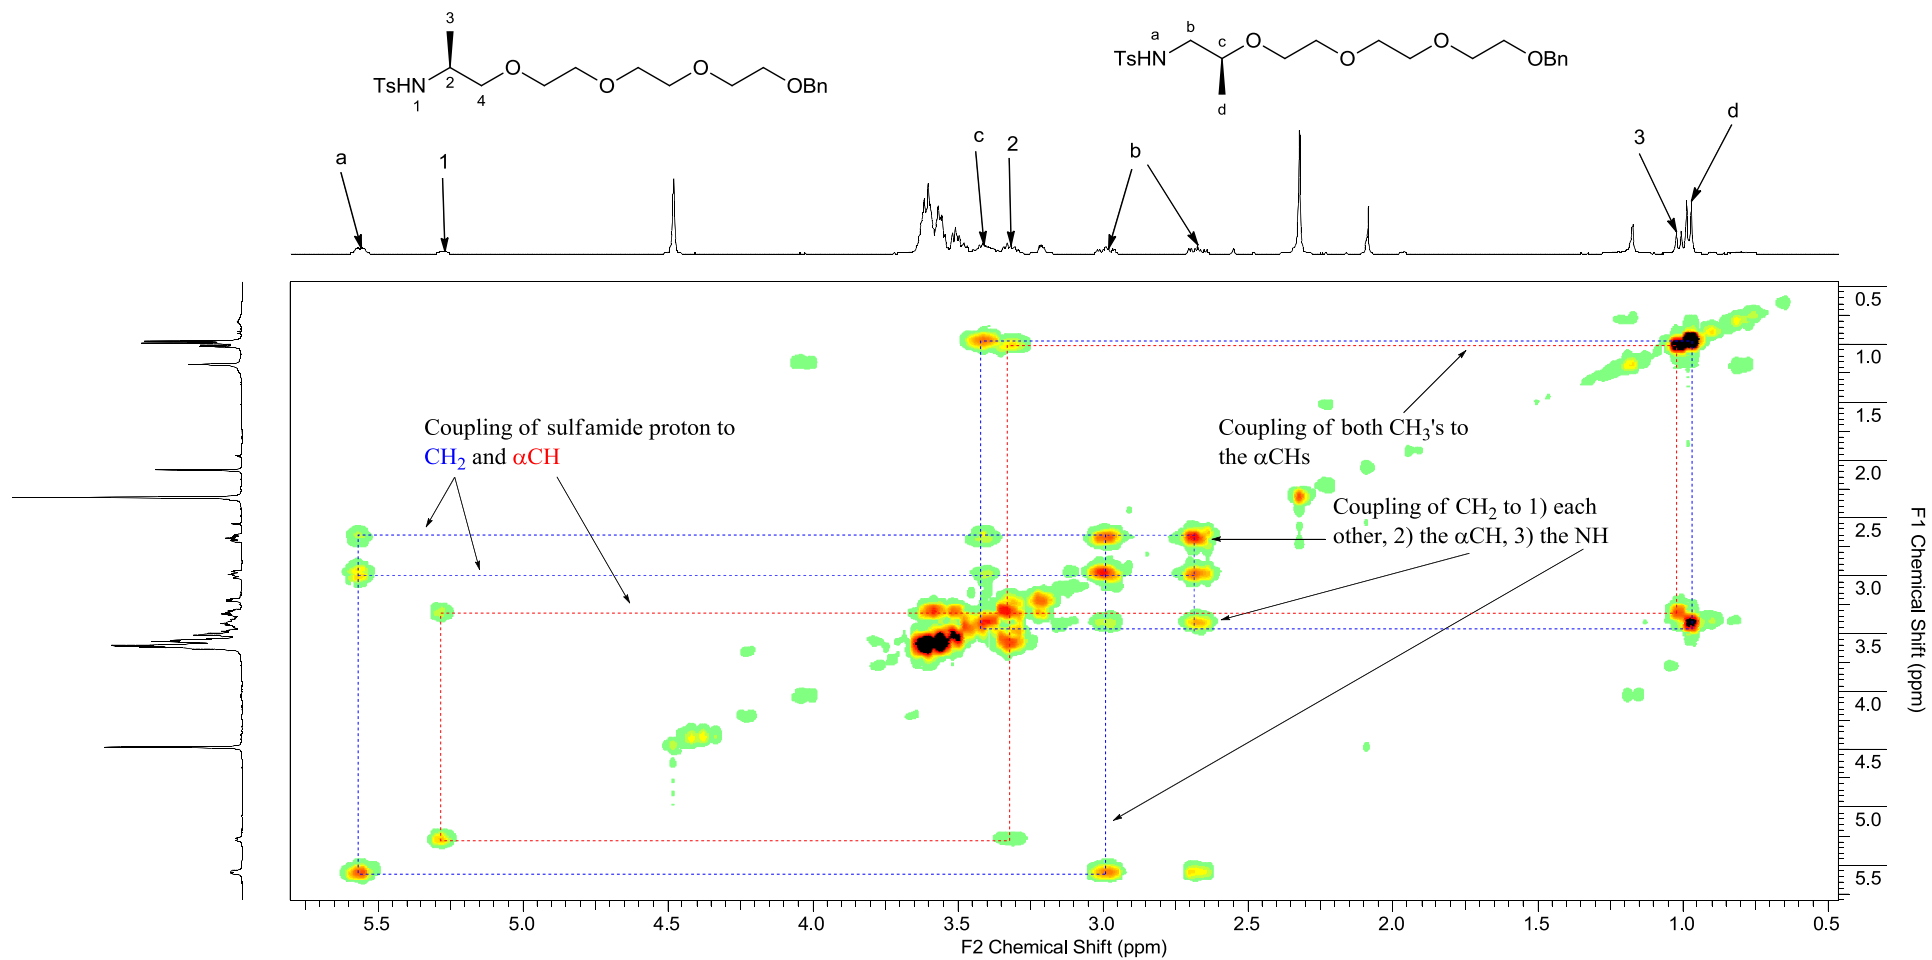 3
TsHN
1
2
4
O
O
O
OBn
a
b
c
TsHN
O
O
O
OBn
d
a
1
c
2
b
3
d
Coupling of sulfamide proton to
CH2 and αCH
Coupling of both CH3's to
the αCHs
Coupling of CH2 to 1) each
other, 2) the αCH, 3) the NH
0.5
1.0
1.5
2.0
2.5
3.0
3.5
4.0
4.5
5.0
5.5
F1 Chemical Shift (ppm)
5.5 5.0 4.5 4.0 3.5 3.0 2.5 2.0 1.5 1.0 0.5
F2 Chemical Shift (ppm)